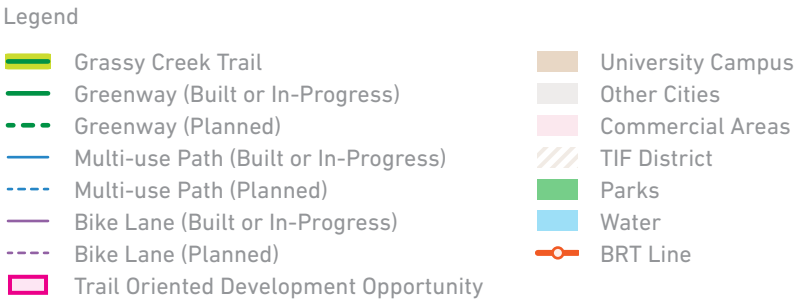 Legend
Grassy Creek Trail
Greenway (Built or In-Progress)
Greenway (Planned)
Multi-use Path (Built or In-Progress)
Multi-use Path (Planned)
Bike Lane (Built or In-Progress)
Bike Lane (Planned)
Trail Oriented Development Opportunity
University Campus
Other Cities
Commercial Areas
TIF District
Parks
Water
BRT Line